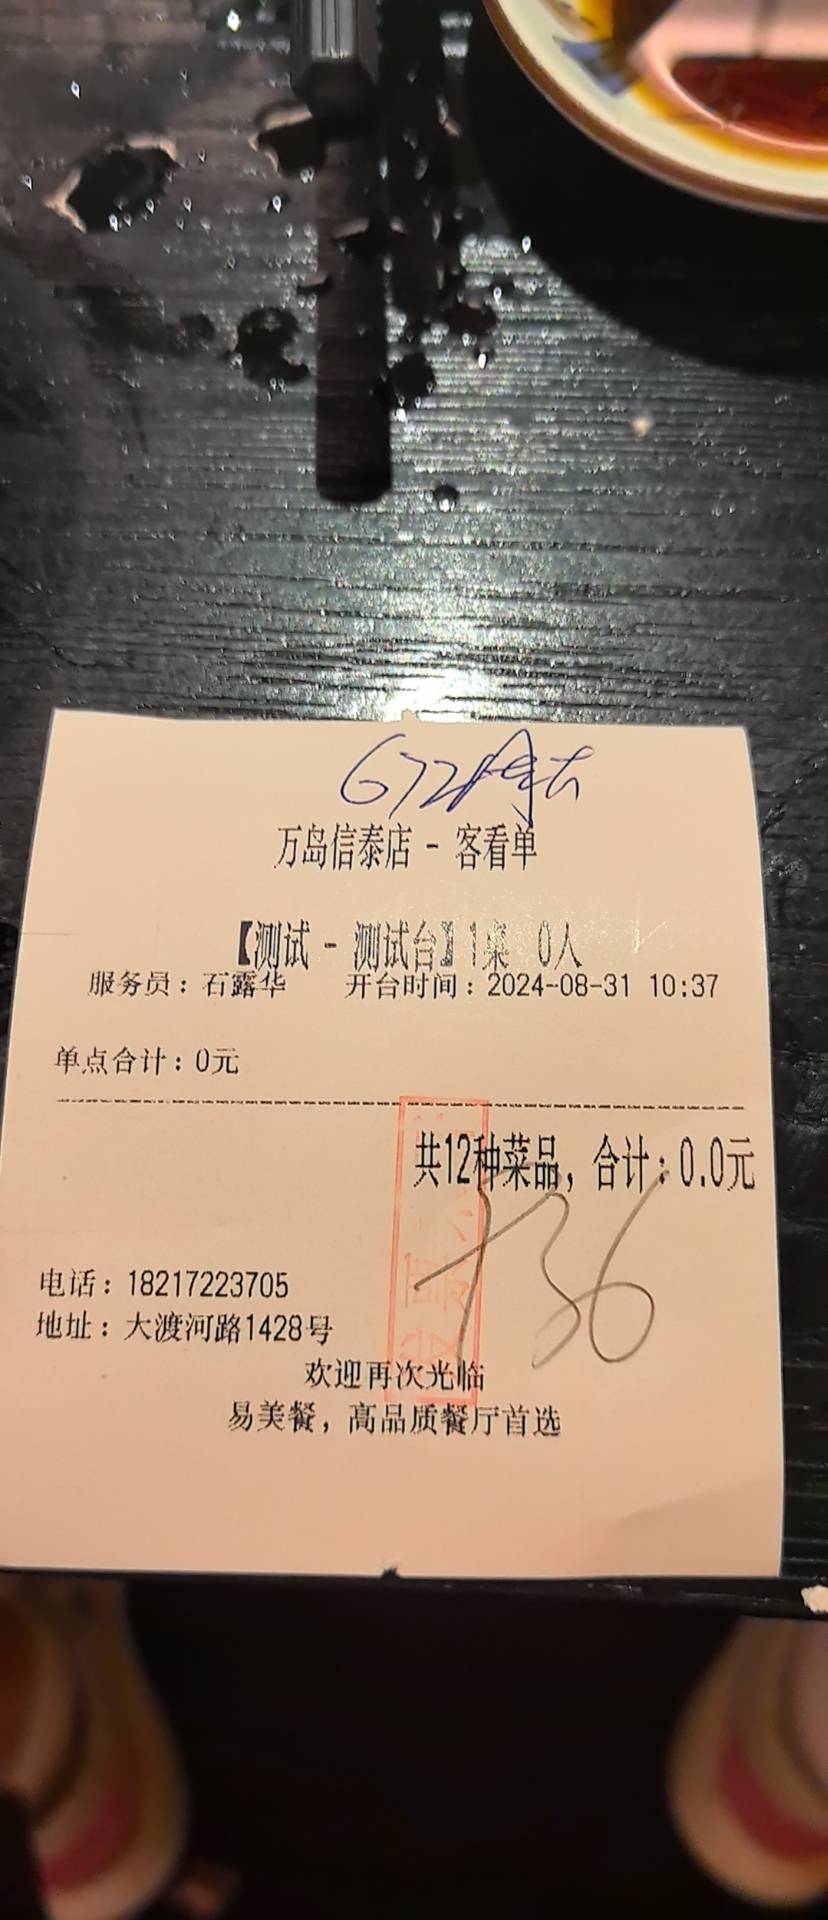 672
万岛信泰店 - 客看单
【测试 - 测试台】1桌 0人
服务员：石露华 开台时间：2024-08-31 10:37
单点合计：0元
共12种菜品，合计：0.0元
736
电话：18217223705
地址：大渡河路1428号
欢迎再次光临
易美餐，高品质餐厅首选